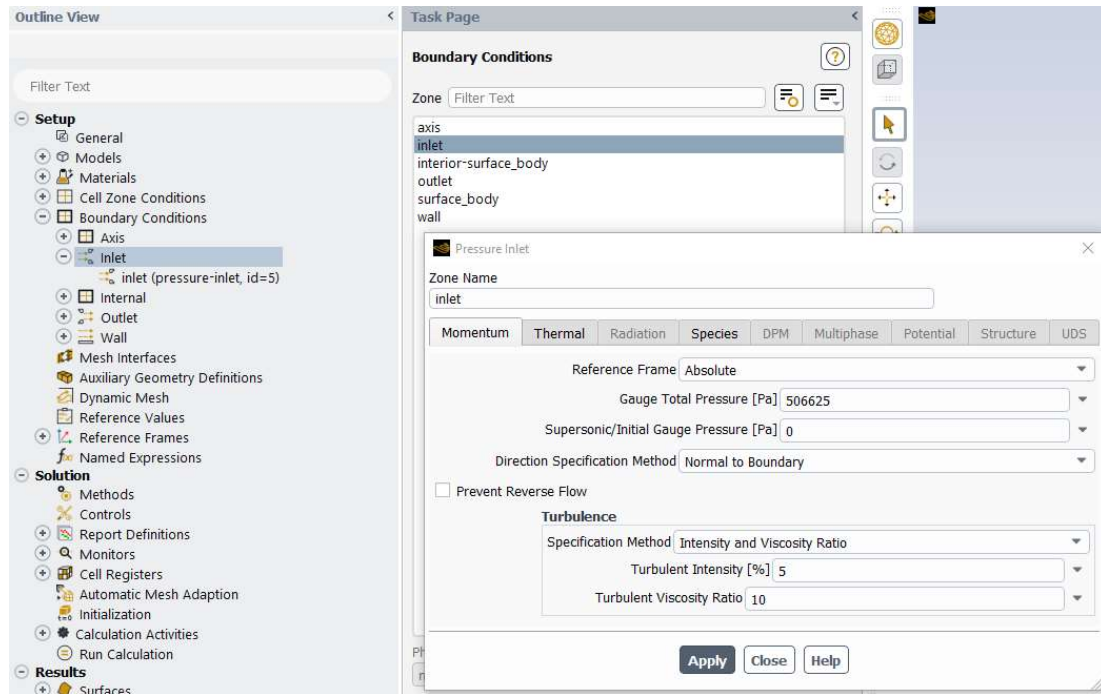 Outline View
Filter Text
Setup
General
Models
Materials
Cell Zone Conditions
Boundary Conditions
Axis
Inlet
inlet (pressure-inlet, id=5)
Internal
Outlet
Wall
Mesh Interfaces
Auxiliary Geometry Definitions
Dynamic Mesh
Reference Values
Reference Frames
Named Expressions
Solution
Methods
Controls
Report Definitions
Monitors
Cell Registers
Automatic Mesh Adaption
Initialization
Calculation Activities
Run Calculation
Results
Surfaces
Task Page
Boundary Conditions
Zone Filter Text
axis
inlet
interior-surface_body
outlet
surface_body
wall
Pressure Inlet
Zone Name
inlet
Momentum Thermal Radiation Species DPM Multiphase Potential Structure UDS
Reference Frame Absolute
Gauge Total Pressure [Pa] 506625
Supersonic/Initial Gauge Pressure [Pa] 0
Direction Specification Method Normal to Boundary
Prevent Reverse Flow
Turbulence
Specification Method Intensity and Viscosity Ratio
Turbulent Intensity [%] 5
Turbulent Viscosity Ratio 10
Apply Close Help